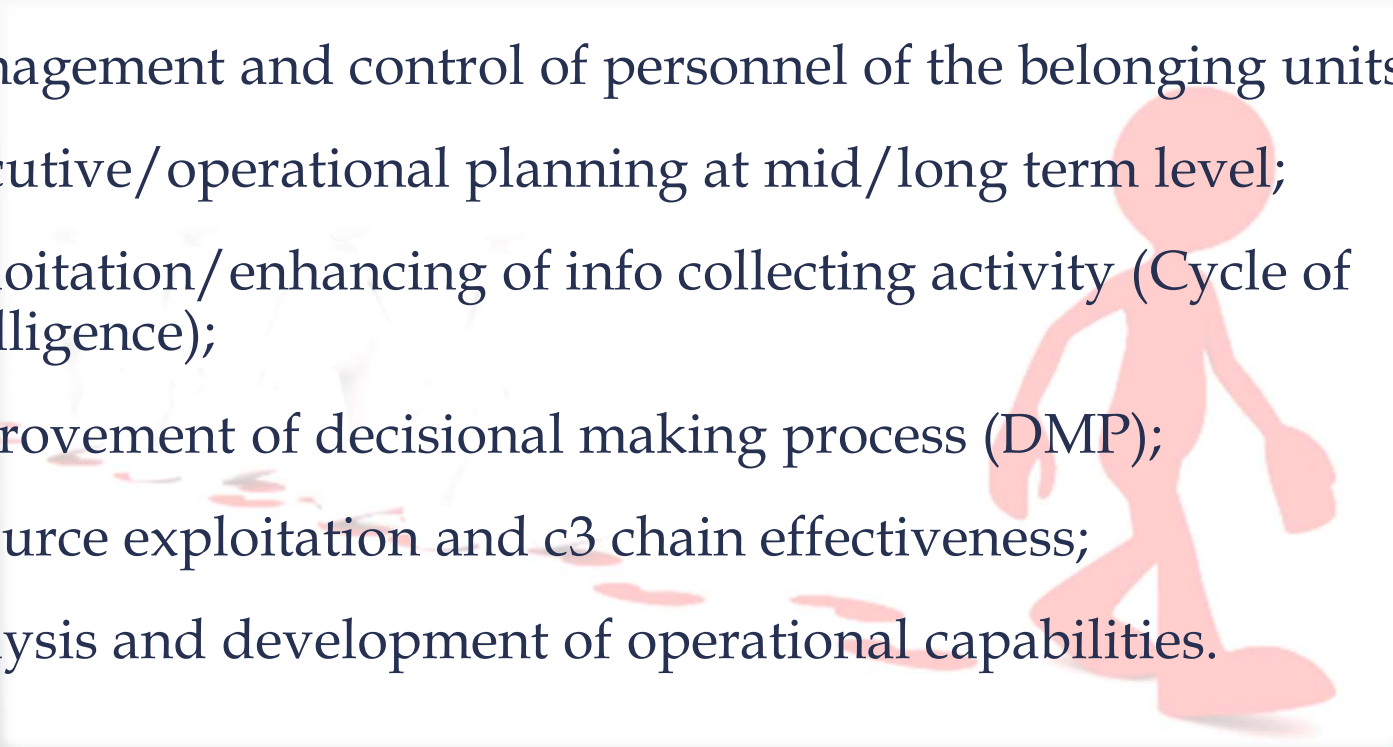 nagement and control of personnel of the belonging units
cutive/operational planning at mid/long term level;
oitation/enhancing of info collecting activity (Cycle of
lligence);
rovement of decisional making process (DMP);
urce exploitation and c3 chain effectiveness;
ysis and development of operational capabilities.